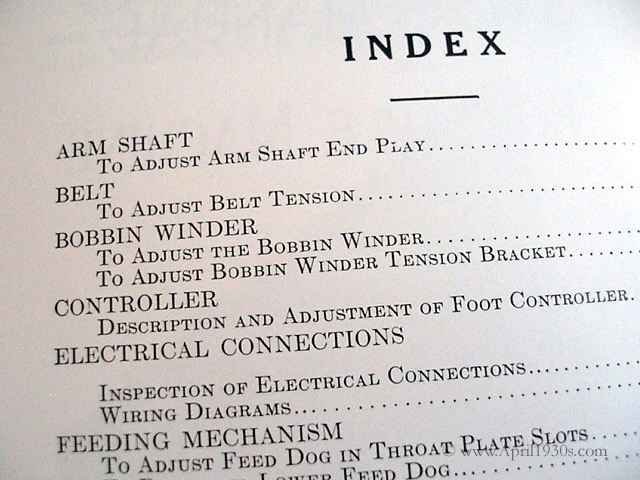 INDEX
ARM SHAFT
TO ADJUST ARM SHAFT END PLAY
BELT
TO ADJUST BELT TENSION
BOBBIN WINDER
TO ADJUST THE BOBBIN WINDER
TO ADJUST BOBBIN WINDER TENSION BRACKET
CONTROLLER
DESCRIPTION AND ADJUSTMENT OF FOOT CONTROLLER
ELECTRICAL CONNECTIONS
INSPECTION OF ELECTRICAL CONNECTIONS
WIRING DIAGRAMS
FEEDING MECHANISM
TO ADJUST FEED DOG IN THROAT PLATE SLOTS
© www.April1930s.com
LOWER FEED DOG